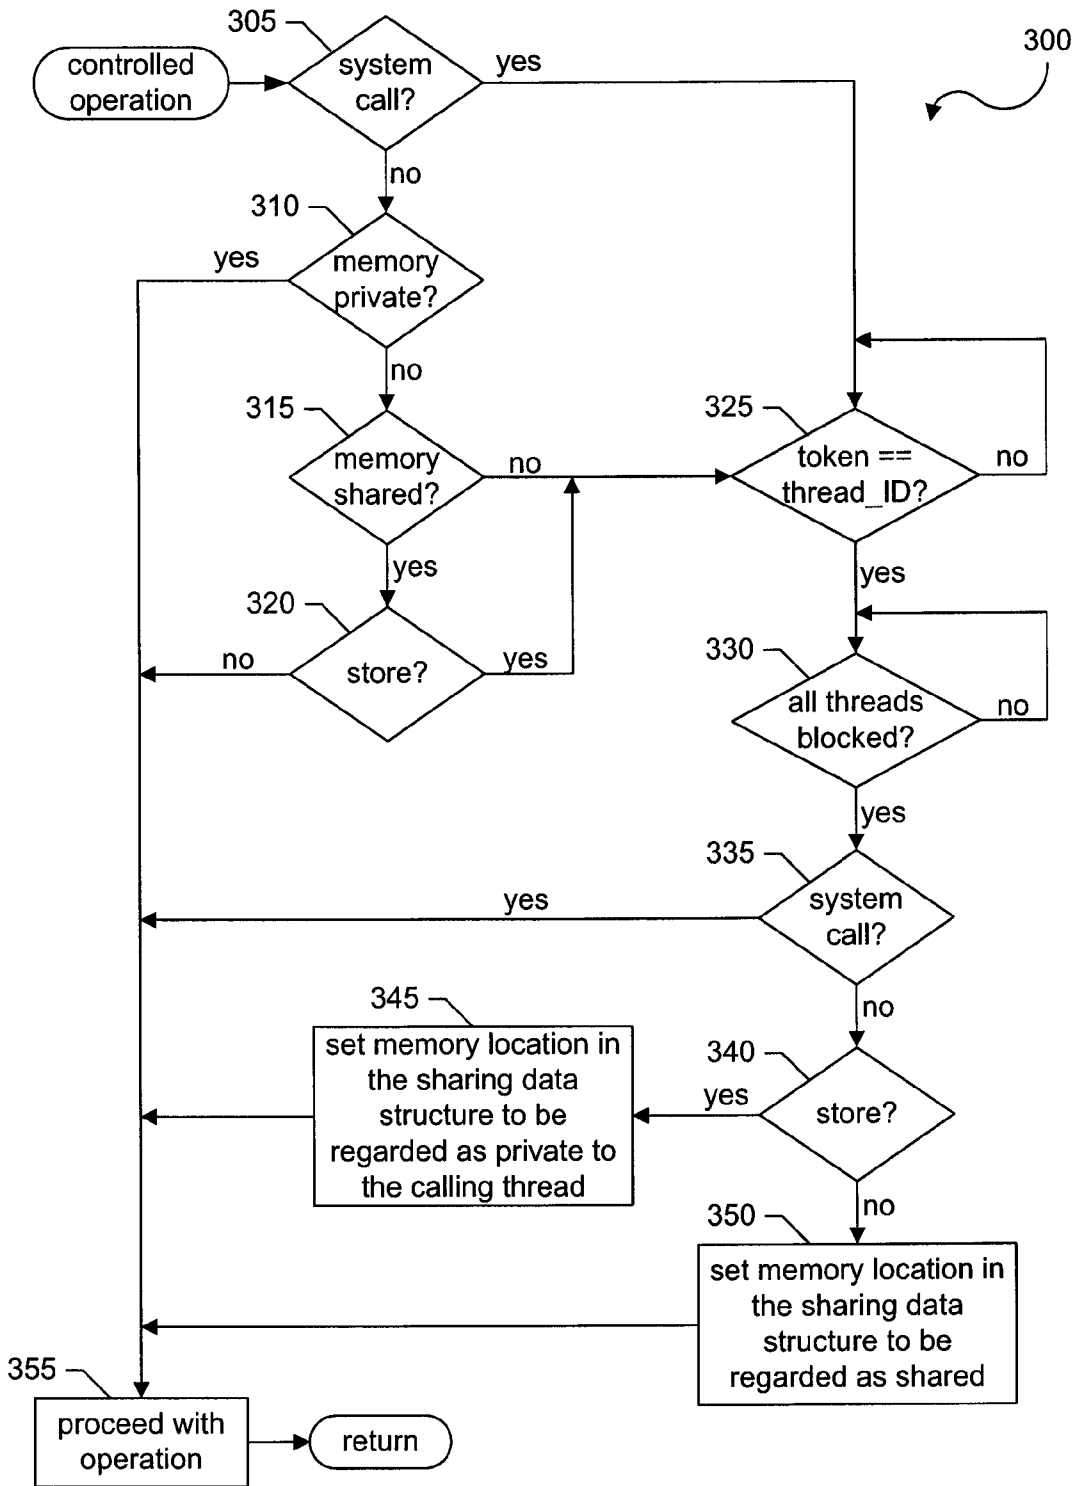 305
300
controlled
operation
system
call?
yes
no
310
yes
memory
private?
no
315
325
memory
shared?
no
token ==
thread_ID?
no
yes
yes
320
330
no
store?
yes
all threads
blocked?
no
yes
335
yes
system
call?
no
345
340
set memory location in
the sharing data
structure to be
regarded as private to
the calling thread
yes
store?
no
350
set memory location in
the sharing data
structure to be
regarded as shared
355
proceed with
operation
return